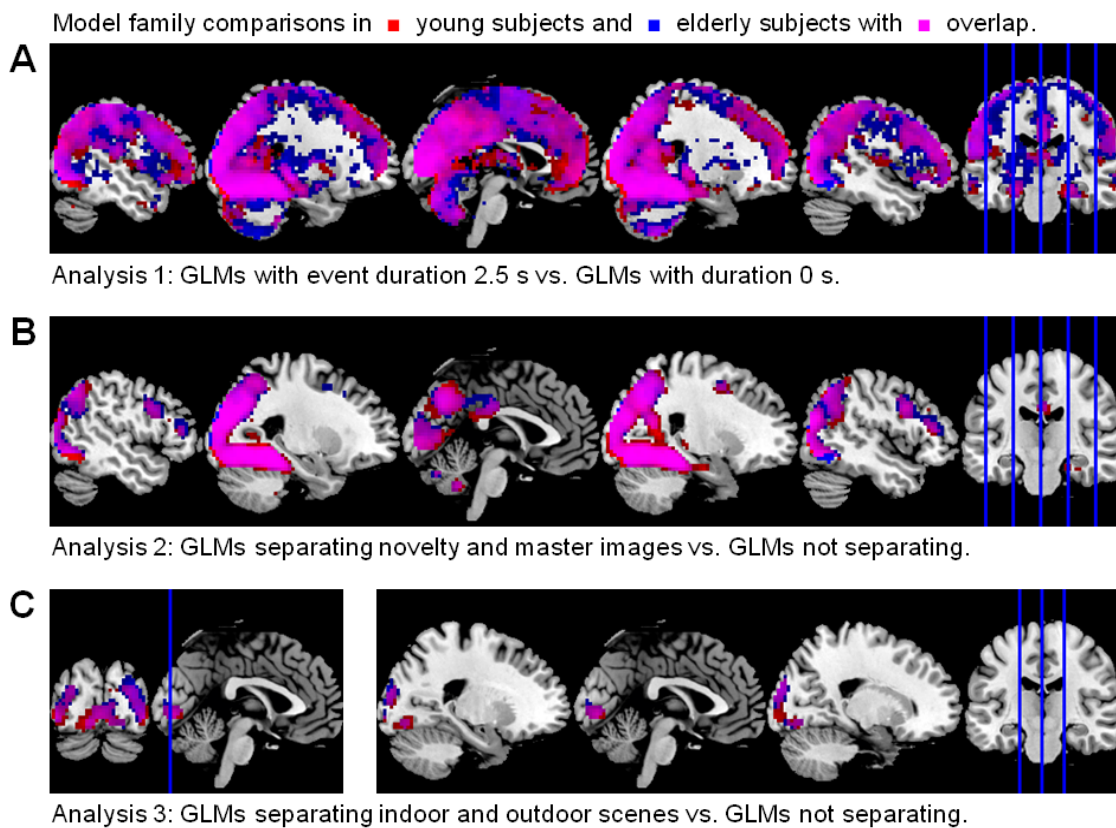 Model family comparisons in ■ young subjects and ■ elderly subjects with ■ overlap.
A
Analysis 1: GLMs with event duration 2.5 s vs. GLMs with duration 0 s.
B
Analysis 2: GLMs separating novelty and master images vs. GLMs not separating.
C
Analysis 3: GLMs separating indoor and outdoor scenes vs. GLMs not separating.